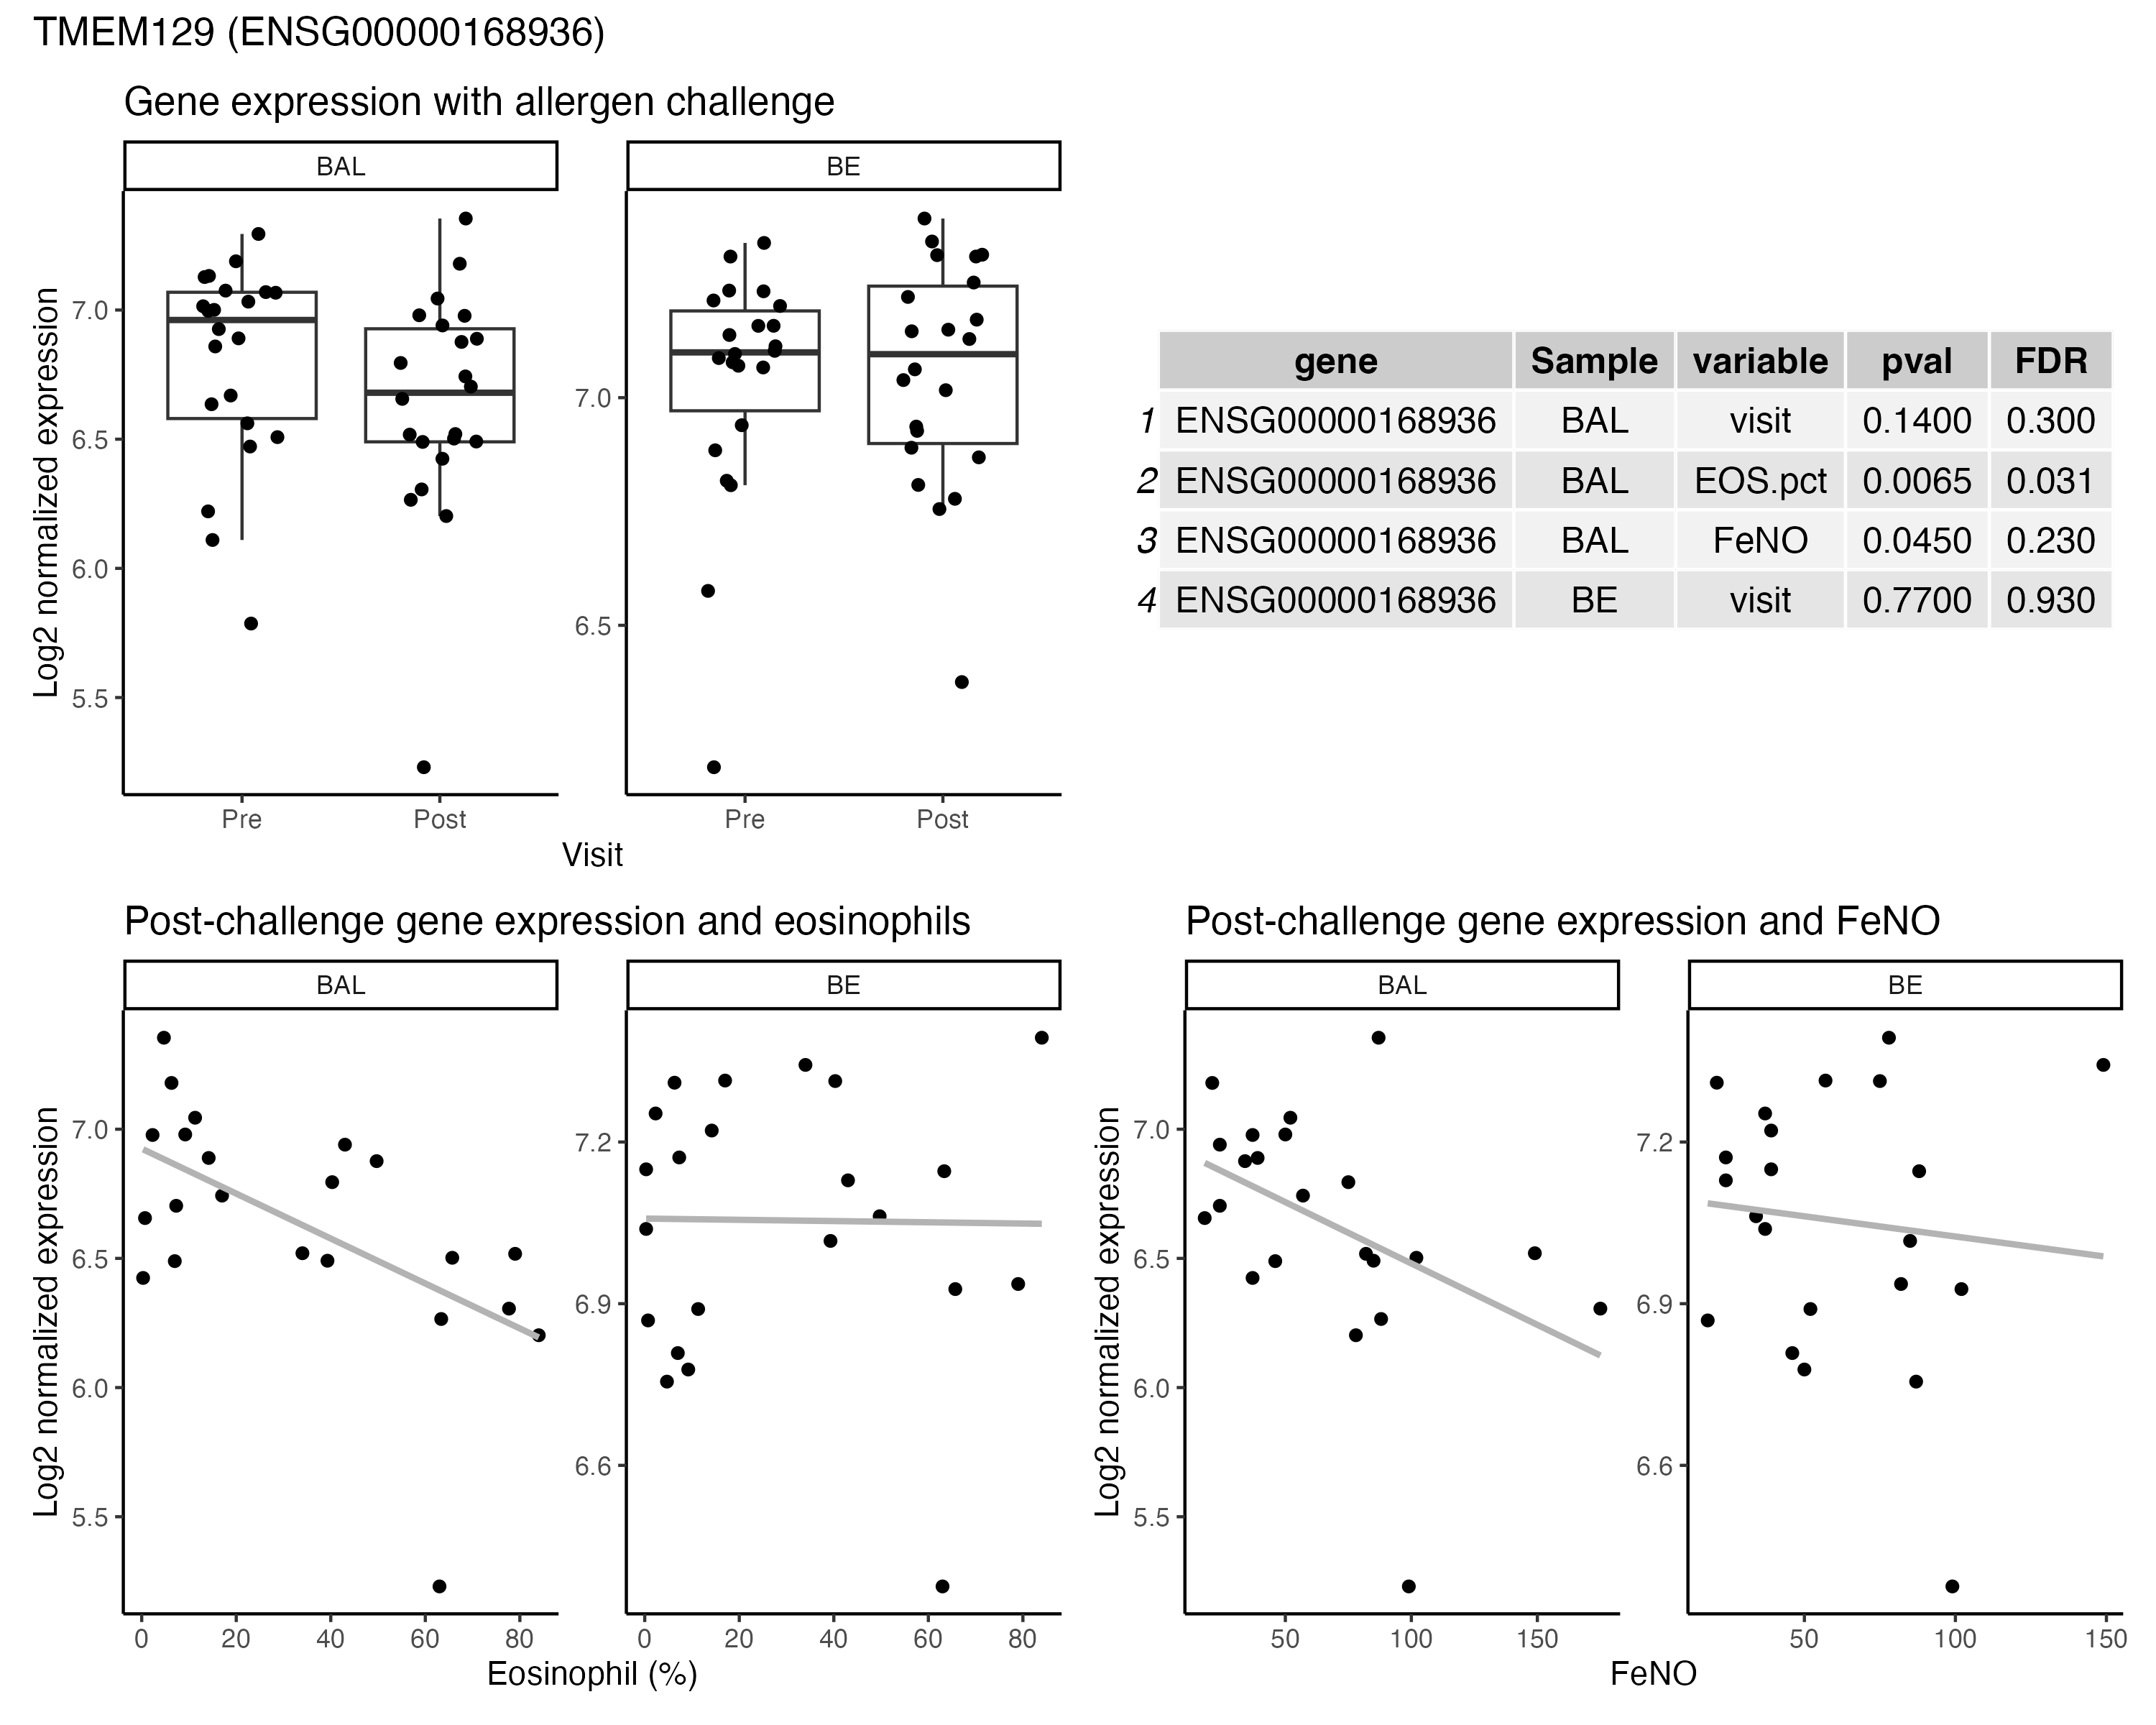 TMEM129 (ENSG00000168936)
Gene expression with allergen challenge
BAL
BE
Log2 normalized expression
7.0
6.5
6.0
5.5
7.0
6.5
Pre
Post
Pre
Post
Visit
gene Sample variable pval FDR
1 ENSG00000168936 BAL visit 0.1400 0.300
2 ENSG00000168936 BAL EOS.pct 0.0065 0.031
3 ENSG00000168936 BAL FeNO 0.0450 0.230
4 ENSG00000168936 BE visit 0.7700 0.930
Post-challenge gene expression and eosinophils
BAL
BE
Log2 normalized expression
7.0
6.5
6.0
5.5
7.2
6.9
6.6
0 20 40 60 80
0 20 40 60 80
Eosinophil (%)
Post-challenge gene expression and FeNO
BAL
BE
Log2 normalized expression
7.0
6.5
6.0
5.5
7.2
6.9
6.6
50 100 150
50 100 150
FeNO